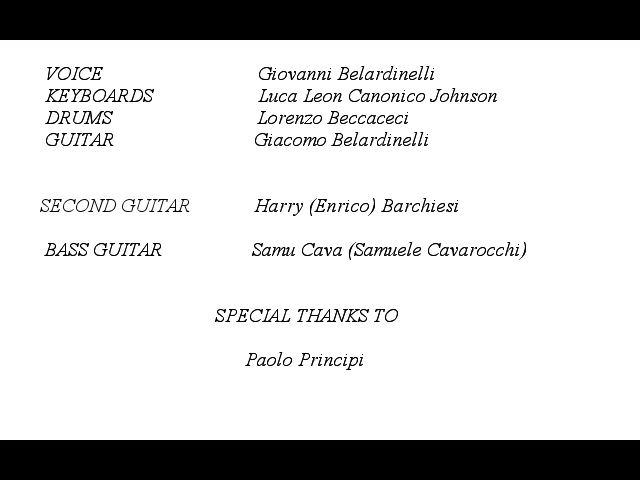 VOICE Giovanni Belardinelli
KEYBOARDS Luca Leon Canonico Johnson
DRUMS Lorenzo Beccaceci
GUITAR Giacomo Belardinelli
SECOND GUITAR Harry (Enrico) Barchiesi
BASS GUITAR Samu Cava (Samuele Cavarocchi)
SPECIAL THANKS TO
Paolo Principi